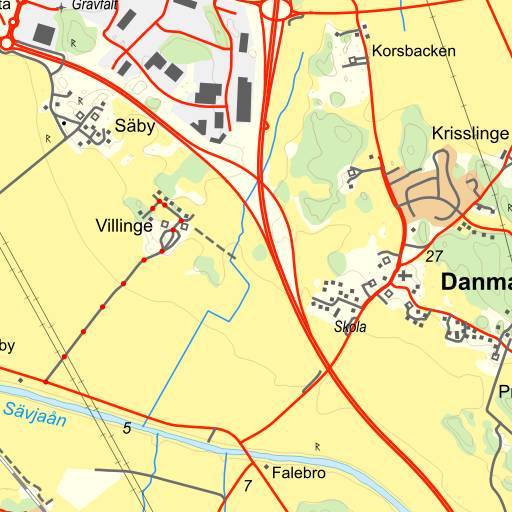 Gravfält
Korsbacken
Säby
Krisslinge
Villinge
27
Danma
Skola
by
Sävjaån
5
Falebro
7